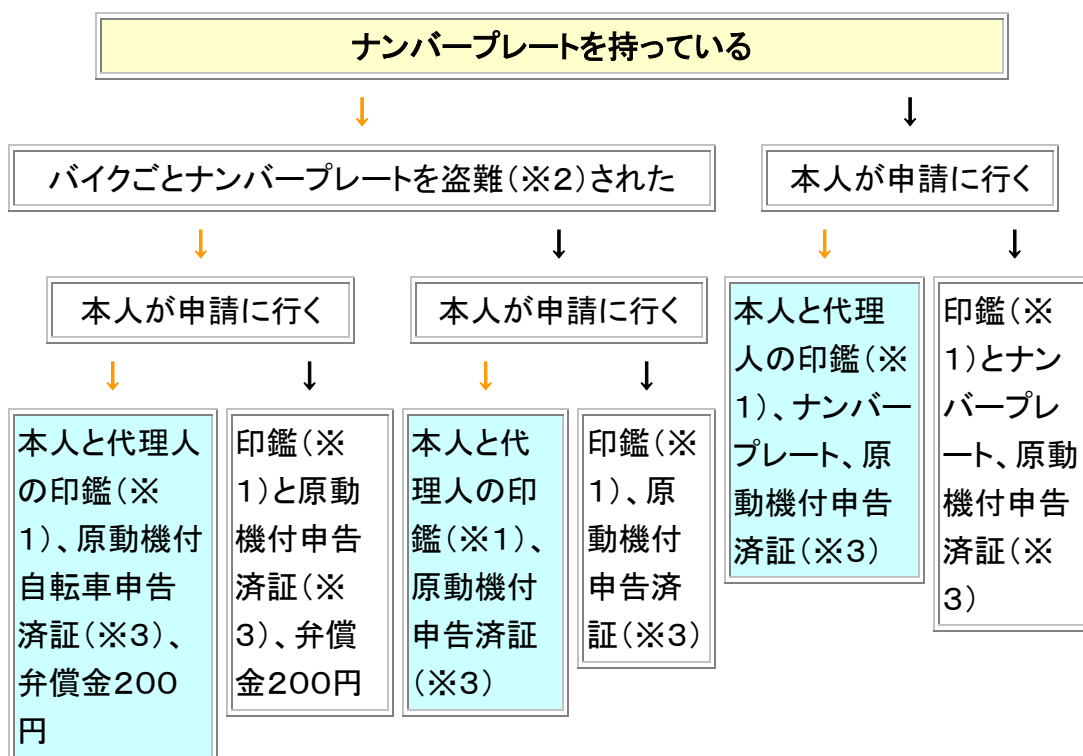 ナンバープレートを持っている
↓
↓
バイクごとナンバープレートを盗難(※2)された
本人が申請に行く
↓
↓
↓
↓
本人が申請に行く
本人が申請に行く
↓
↓
↓
↓
本人と代理人
の印鑑(※
1)、原動機付
自転車申告
済証(※3)、
弁償金200
円
印鑑(※
1)と原動
機付申告
済証(※
3)、弁償
金200円
本人と代
理人の印
鑑(※1)、
原動機付
申告済証
(※3)
印鑑(※
1)、原
動機付
申告済
証(※3)
本人と代理
人の印鑑(※
1)、ナンバー
プレート、原
動機付申告
済証(※3)
印鑑(※
1)とナン
バープレ
ート、原動
機付申告
済証(※
3)